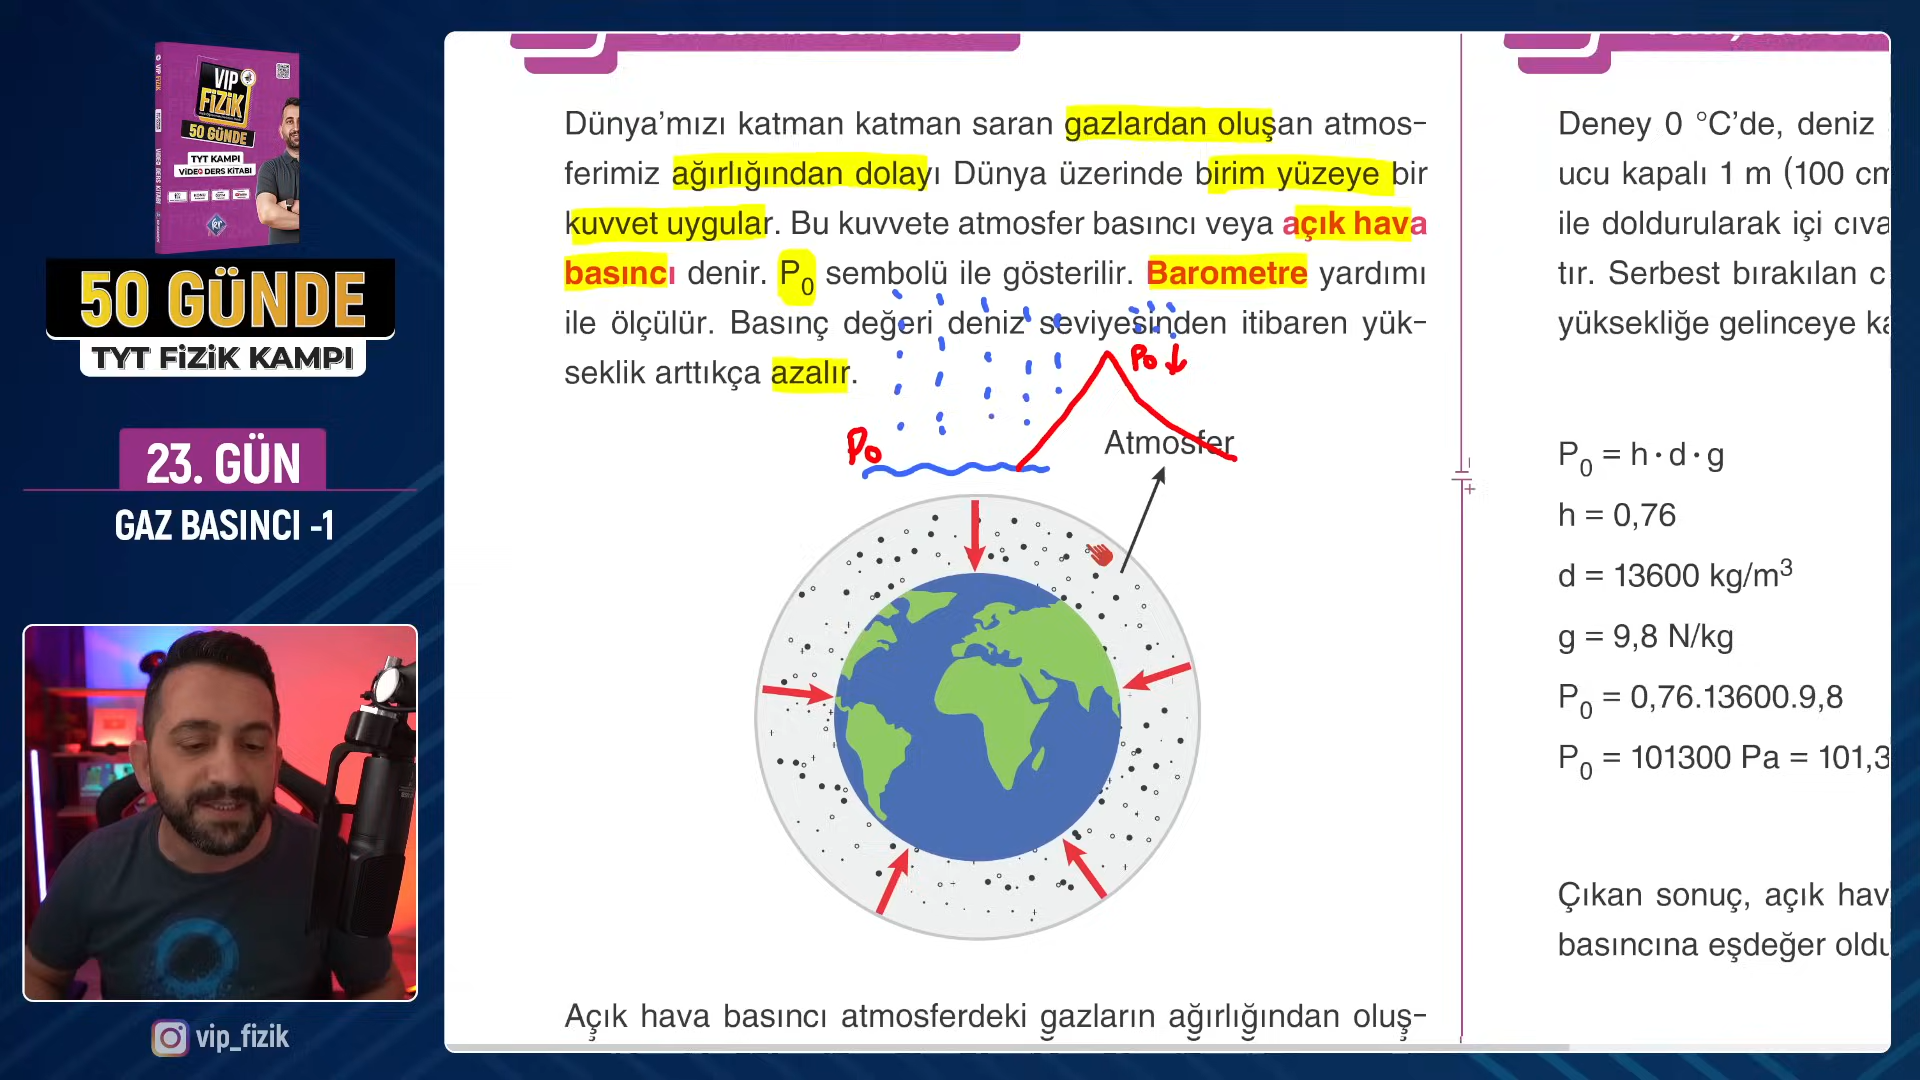 VIP
FİZİK
50 GÜNDE
TYT KAMPI
VİDEO DERS KİTABI
50 GÜNDE
TYT FiZiK KAMPI
23. GÜN
GAZ BASINCI -1
vip_fizik
Dünya'mızı katman katman saran gazlardan oluşan atmos-
ferimiz ağırlığından dolayı Dünya üzerinde birim yüzeye bir
kuvvet uygular. Bu kuvvete atmosfer basıncı veya açık hava
basıncı denir. P0 sembolü ile gösterilir. Barometre yardımı
ile ölçülür. Basınç değeri deniz seviyesinden itibaren yük-
seklik arttıkça azalır.
P0 ↓
P0
Atmosfer
Açık hava basıncı atmosferdeki gazların ağırlığından oluş-
Deney 0 °C'de, deniz
ucu kapalı 1 m (100 cm
ile doldurularak içi cıva
tır. Serbest bırakılan c
yüksekliğe gelinceye ka
P0 = h · d · g
h = 0,76
d = 13600 kg/m³
g = 9,8 N/kg
P0 = 0,76.13600.9,8
P0 = 101300 Pa = 101,3
Çıkan sonuç, açık hav
basıncına eşdeğer oldu